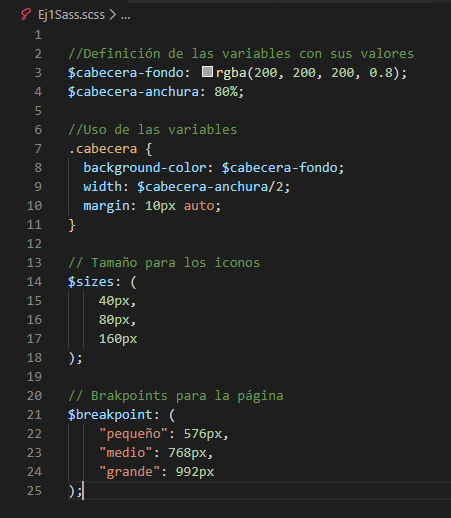 Ej1Sass.scss > ...
1
2 //Definición de las variables con sus valores
3 $cabecera-fondo: rgba(200, 200, 200, 0.8);
4 $cabecera-anchura: 80%;
5
6 //Uso de las variables
7 .cabecera {
8 background-color: $cabecera-fondo;
9 width: $cabecera-anchura/2;
10 margin: 10px auto;
11 }
12
13 // Tamaño para los iconos
14 $sizes: (
15 40px,
16 80px,
17 160px
18 );
19
20 // Brakpoints para la página
21 $breakpoint: (
22 "pequeño": 576px,
23 "medio": 768px,
24 "grande": 992px
25 );